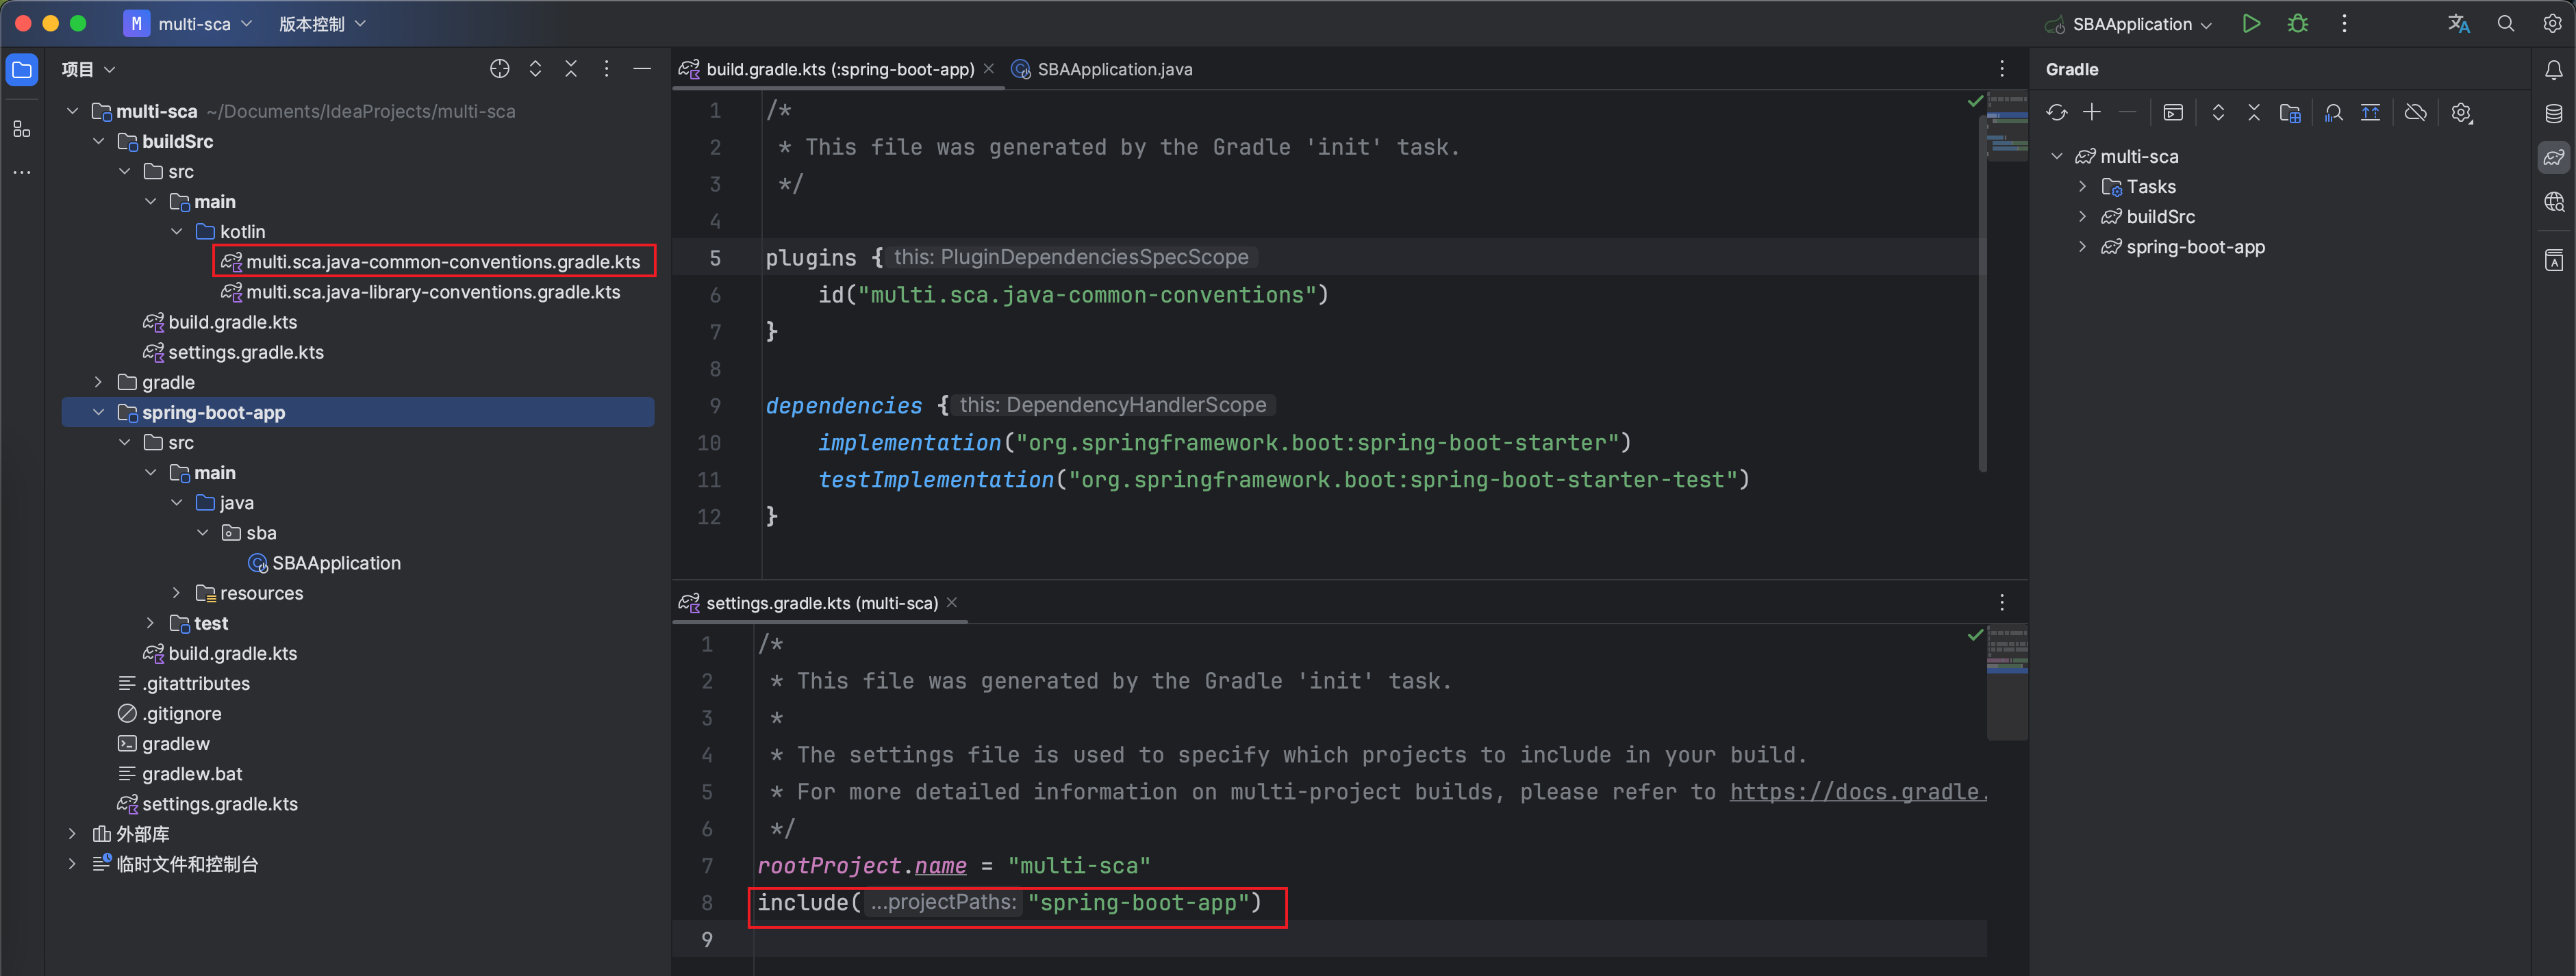 M multi-sca 版本控制
SBAApplication
项目
multi-sca ~/Documents/IdeaProjects/multi-sca
buildSrc
src
main
kotlin
multi.sca.java-common-conventions.gradle.kts
multi.sca.java-library-conventions.gradle.kts
build.gradle.kts
settings.gradle.kts
gradle
spring-boot-app
src
main
java
sba
SBAApplication
resources
test
build.gradle.kts
.gitattributes
.gitignore
gradlew
gradlew.bat
settings.gradle.kts
外部库
临时文件和控制台
build.gradle.kts (:spring-boot-app) SBAApplication.java
1 /*
2 * This file was generated by the Gradle 'init' task.
3 */
4
5 plugins { this: PluginDependenciesSpecScope
6 id("multi.sca.java-common-conventions")
7 }
8
9 dependencies { this: DependencyHandlerScope
10 implementation("org.springframework.boot:spring-boot-starter")
11 testImplementation("org.springframework.boot:spring-boot-starter-test")
12 }
settings.gradle.kts (multi-sca)
1 /*
2 * This file was generated by the Gradle 'init' task.
3 *
4 * The settings file is used to specify which projects to include in your build.
5 * For more detailed information on multi-project builds, please refer to https://docs.gradle.
6 */
7 rootProject.name = "multi-sca"
8 include( ...projectPaths: "spring-boot-app")
9
Gradle
multi-sca
Tasks
buildSrc
spring-boot-app